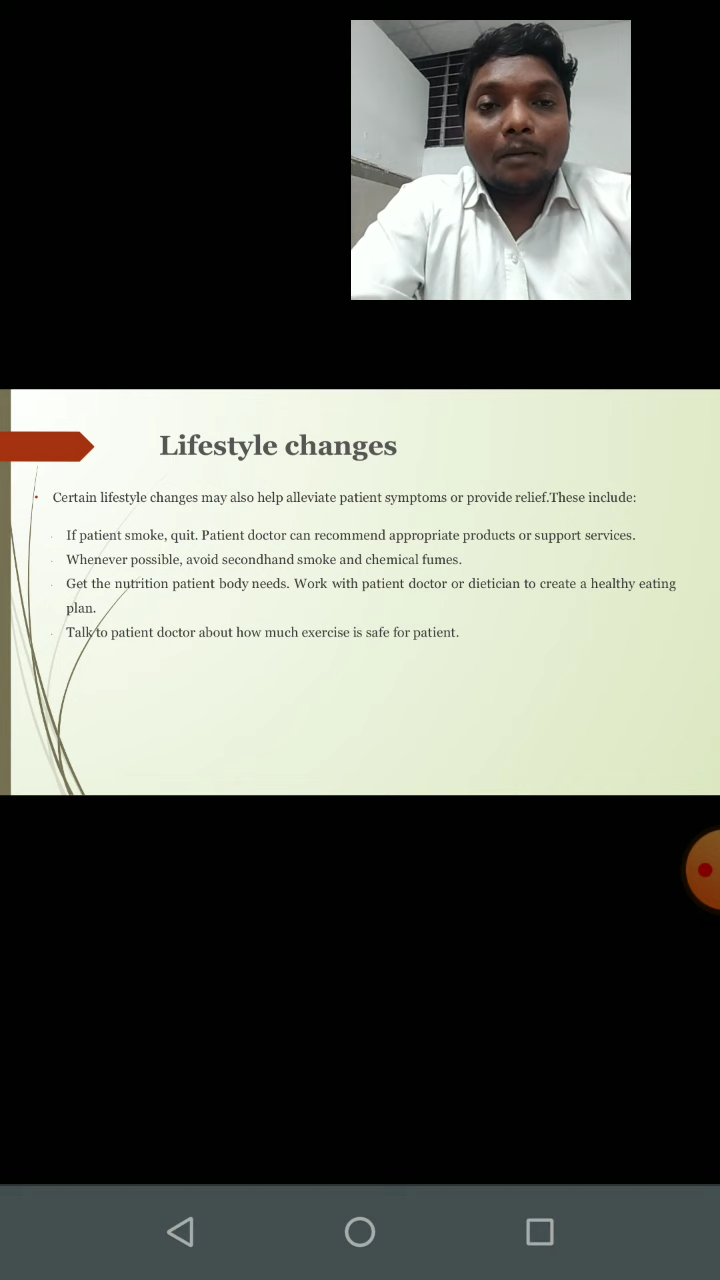 Lifestyle changes
• Certain lifestyle changes may also help alleviate patient symptoms or provide relief.These include:
If patient smoke, quit. Patient doctor can recommend appropriate products or support services.
Whenever possible, avoid secondhand smoke and chemical fumes.
Get the nutrition patient body needs. Work with patient doctor or dietician to create a healthy eating
plan.
Talk to patient doctor about how much exercise is safe for patient.